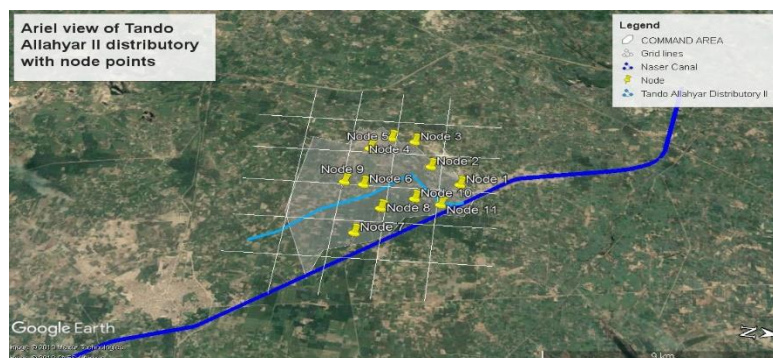 Ariel view of Tando
Allahyar II distributory
with node points
Legend
COMMAND AREA
Grid lines
Naser Canal
Node
Tando Allahyar Distributory II
Node 5
Node 3
Node 4
Node 2
Node 9
Node 6
Node 1
Node 10
Node 8
Node 11
Node 7
Google Earth
N
9 km